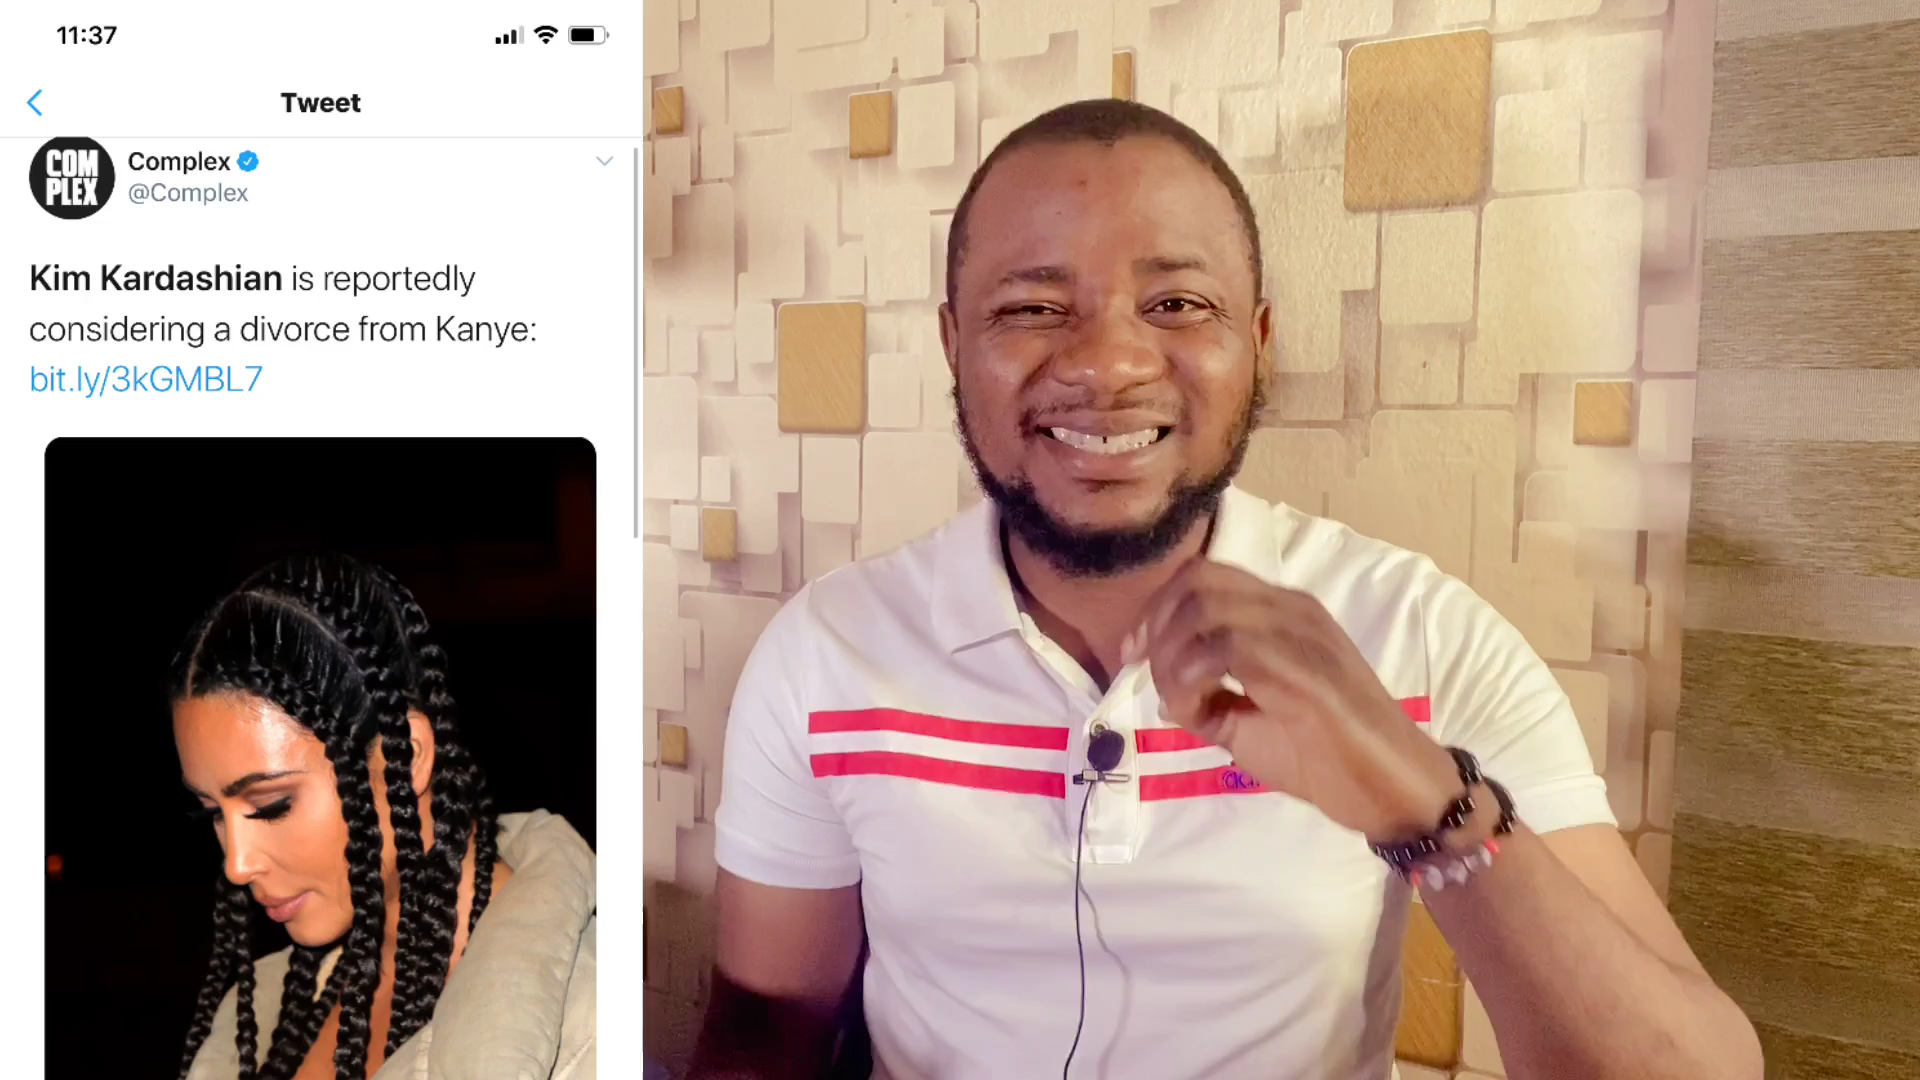 11:37
Tweet
COM
PLEX
Complex
@Complex
Kim Kardashian is reportedly
considering a divorce from Kanye:
bit.ly/3kGMBL7